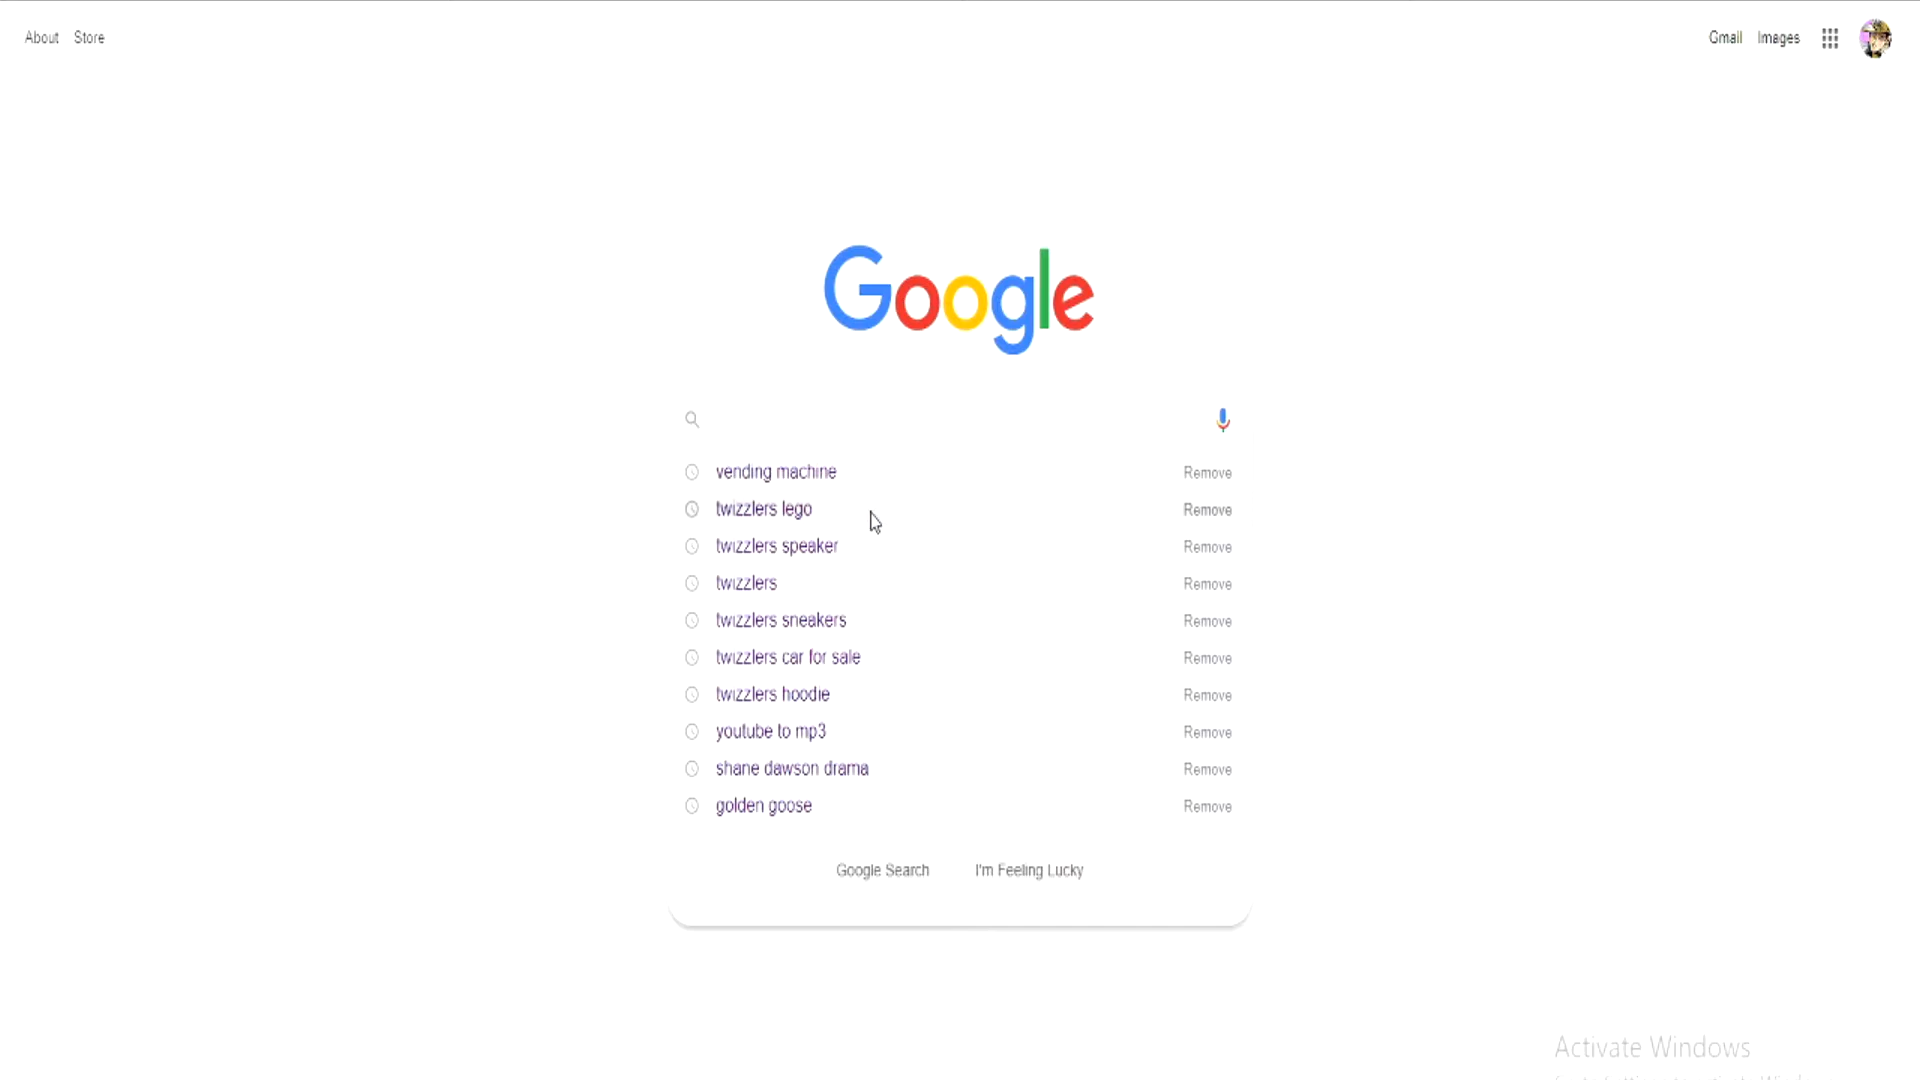 About Store
Gmail Images
Google
vending machine Remove
twizzlers lego Remove
twizzlers speaker Remove
twizzlers Remove
twizzlers sneakers Remove
twizzlers car for sale Remove
twizzlers hoodie Remove
youtube to mp3 Remove
shane dawson drama Remove
golden goose Remove
Google Search I'm Feeling Lucky
Activate Windows